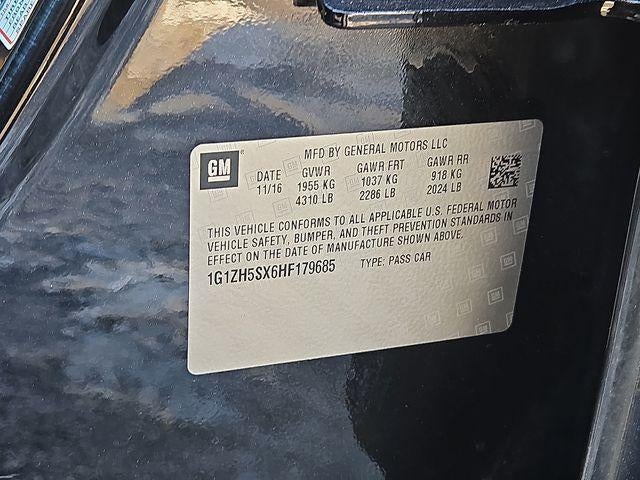 GM
MFD BY GENERAL MOTORS LLC
DATE GVWR GAWR FRT GAWR RR
11/16 1955 KG 1037 KG 918 KG
4310 LB 2286 LB 2024 LB
THIS VEHICLE CONFORMS TO ALL APPLICABLE U.S. FEDERAL MOTOR
VEHICLE SAFETY, BUMPER, AND THEFT PREVENTION STANDARDS IN
EFFECT ON THE DATE OF MANUFACTURE SHOWN ABOVE.
1G1ZH5SX6HF179685 TYPE: PASS CAR